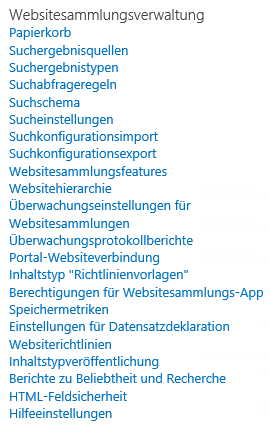 Websitesammlungsverwaltung
Papierkorb
Suchergebnisquellen
Suchergebnistypen
Suchabfrageregeln
Suchschema
Sucheinstellungen
Suchkonfigurationsimport
Suchkonfigurationsexport
Websitesammlungsfeatures
Websitehierarchie
Überwachungseinstellungen für
Websitesammlungen
Überwachungsprotokollberichte
Portal-Websiteverbindung
Inhaltstyp "Richtlinienvorlagen"
Berechtigungen für Websitesammlungs-App
Speichermetriken
Einstellungen für Datensatzdeklaration
Websiterichtlinien
Inhaltstypveröffentlichung
Berichte zu Beliebtheit und Recherche
HTML-Feldsicherheit
Hilfeeinstellungen